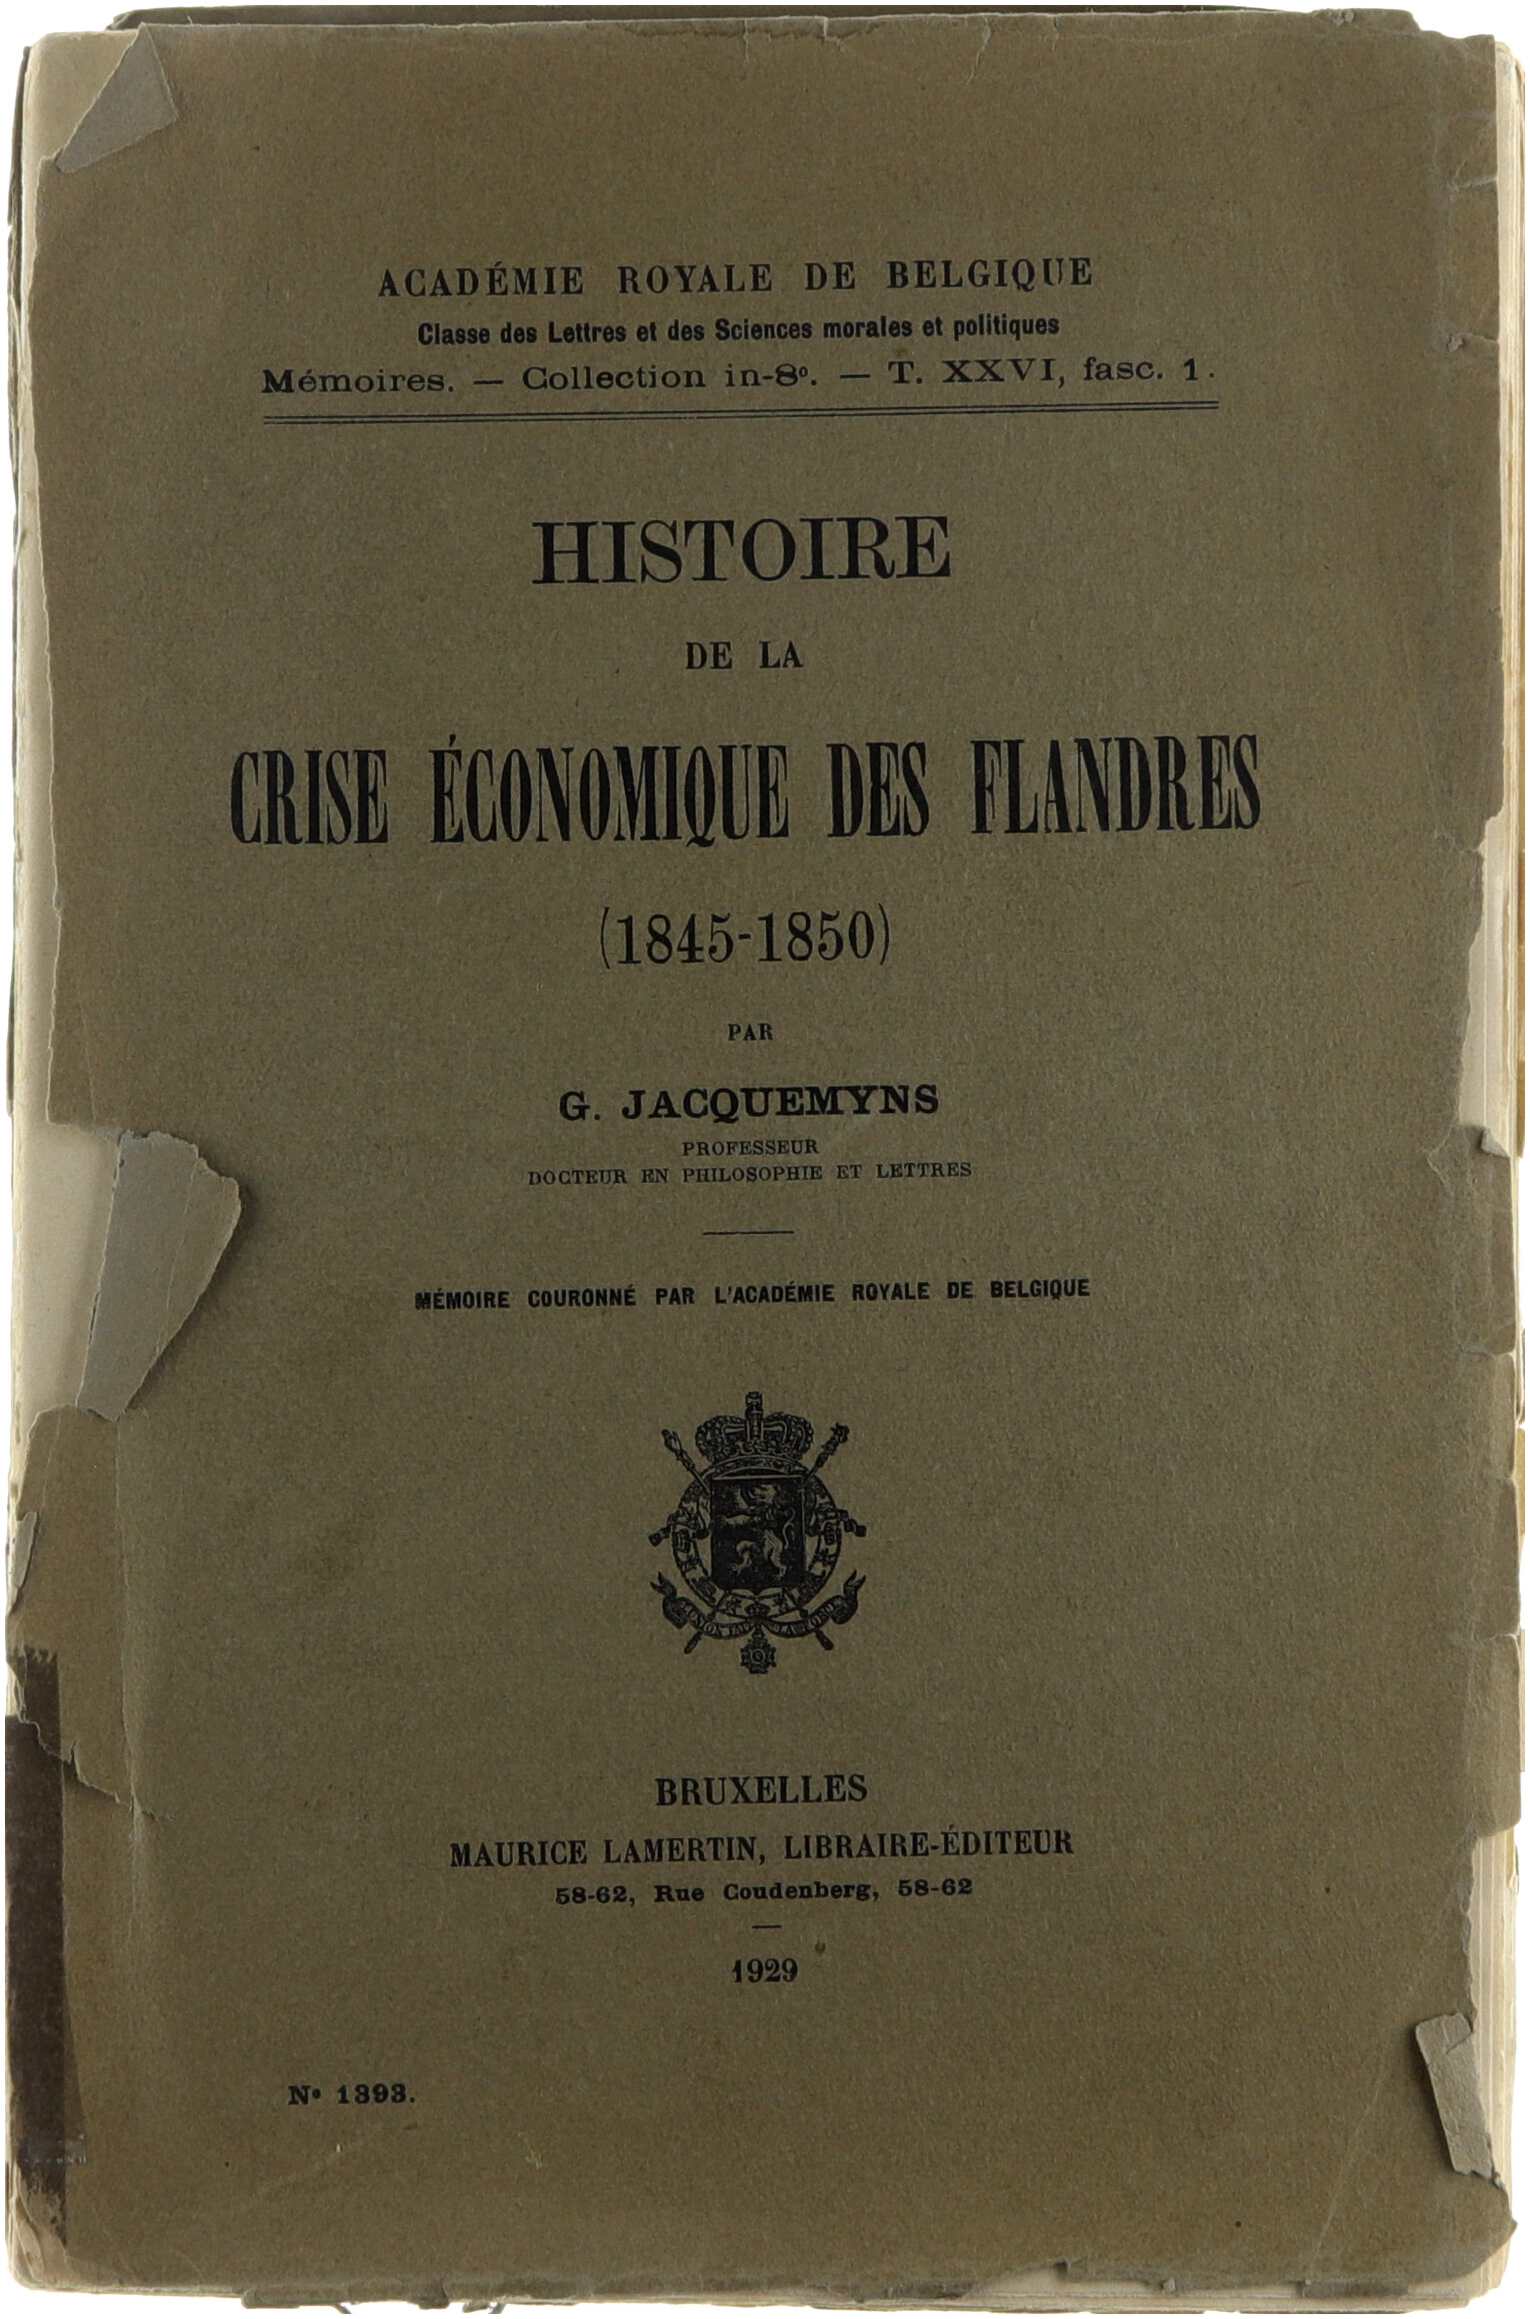 ACADÉMIE ROYALE DE BELGIQUE
Classe des Lettres et des Sciences morales et politiques
Mémoires. — Collection in-8º. — T. XXVI, fasc. 1.
HISTOIRE
DE LA
CRISE ÉCONOMIQUE DES FLANDRES
(1845-1850)
PAR
G. JACQUEMYNS
PROFESSEUR
DOCTEUR EN PHILOSOPHIE ET LETTRES
MÉMOIRE COURONNÉ PAR L'ACADÉMIE ROYALE DE BELGIQUE
BRUXELLES
MAURICE LAMERTIN, LIBRAIRE-ÉDITEUR
58-62, Rue Coudenberg, 58-62
1929
Nº 1393.